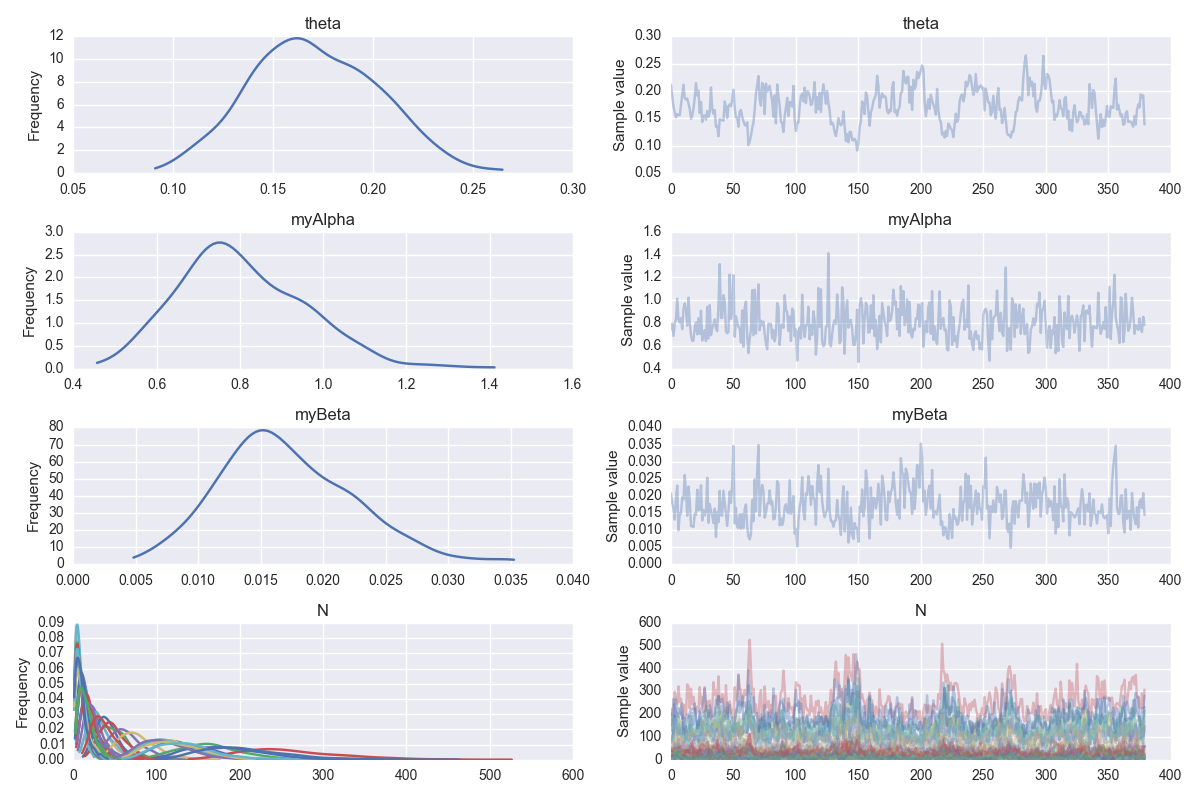 theta
Frequency
12
10
8
6
4
2
0
0.05 0.10 0.15 0.20 0.25 0.30
theta
Sample value
0.30
0.25
0.20
0.15
0.10
0.05
0 50 100 150 200 250 300 350 400
myAlpha
Frequency
3.0
2.5
2.0
1.5
1.0
0.5
0.0
0.4 0.6 0.8 1.0 1.2 1.4 1.6
myAlpha
Sample value
1.6
1.4
1.2
1.0
0.8
0.6
0.4
0 50 100 150 200 250 300 350 400
myBeta
Frequency
80
70
60
50
40
30
20
10
0
0.000 0.005 0.010 0.015 0.020 0.025 0.030 0.035 0.040
myBeta
Sample value
0.040
0.035
0.030
0.025
0.020
0.015
0.010
0.005
0.000
0 50 100 150 200 250 300 350 400
N
Frequency
0.09
0.08
0.07
0.06
0.05
0.04
0.03
0.02
0.01
0.00
0 100 200 300 400 500 600
N
Sample value
600
500
400
300
200
100
0
0 50 100 150 200 250 300 350 400